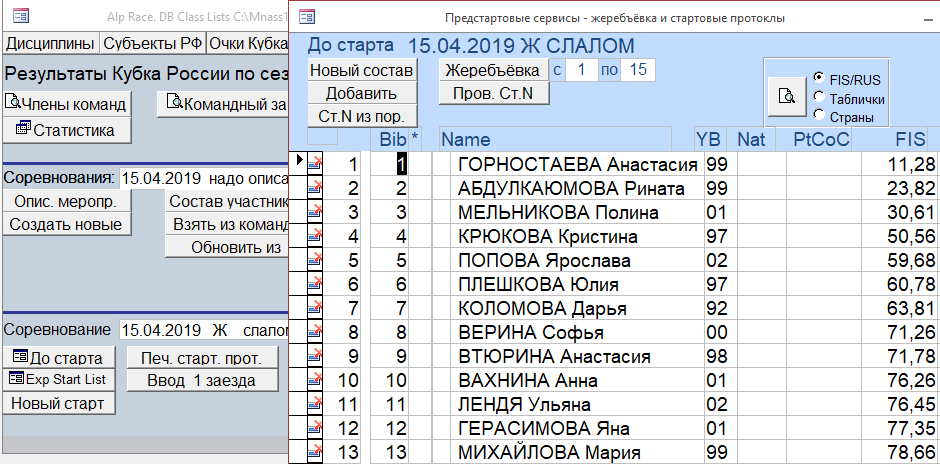 Alp Race. DB Class Lists C:\Mnass1
Дисциплины Субъекты РФ Очки Кубка
Результаты Кубка России по сез
Члены команд Командный за
Статистика
Соревнования: 15.04.2019 надо описа
Опис. меропр. Состав участник
Создать новые Взять из команд
Обновить из
Соревнование 15.04.2019 Ж слалом
До старта Печ. старт. прот.
Exp Start List Ввод 1 заезда
Новый старт
Предстартовые сервисы - жеребьёвка и стартовые протоклы
До старта 15.04.2019 Ж СЛАЛОМ
Новый состав Жеребьёвка с 1 по 15
Добавить Пров. Ст.N
Ст.N из пор.
FIS/RUS
Таблички
Страны
Bib * Name YB Nat PtCoC FIS
1 1 ГОРНОСТАЕВА Анастасия 99 11,28
2 2 АБДУЛКАЮМОВА Рината 99 23,82
3 3 МЕЛЬНИКОВА Полина 01 30,61
4 4 КРЮКОВА Кристина 97 50,56
5 5 ПОПОВА Ярослава 02 59,68
6 6 ПЛЕШКОВА Юлия 97 60,78
7 7 КОЛОМОВА Дарья 92 63,81
8 8 ВЕРИНА Софья 00 71,26
9 9 ВТЮРИНА Анастасия 98 71,78
10 10 ВАХНИНА Анна 01 76,26
11 11 ЛЕНДЯ Ульяна 02 76,45
12 12 ГЕРАСИМОВА Яна 01 77,35
13 13 МИХАЙЛОВА Мария 99 78,66